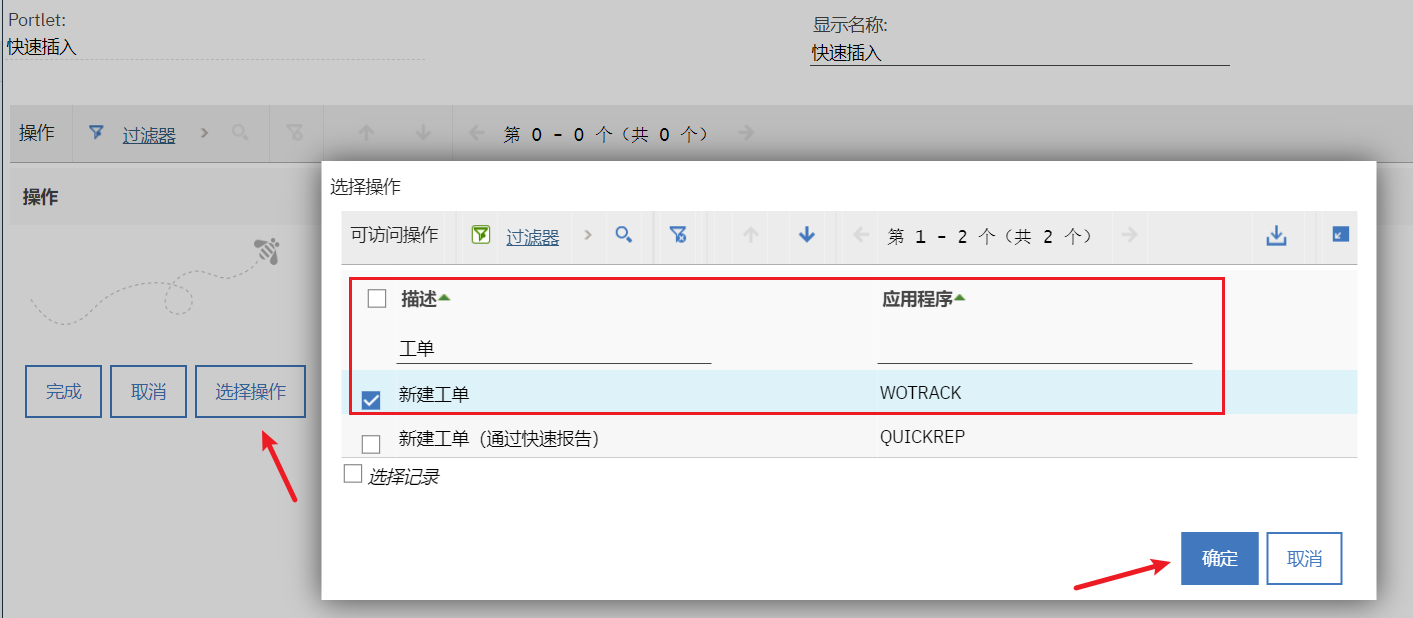 Portlet:
快速插入
显示名称:
快速插入
操作 过滤器 第 0 - 0 个（共 0 个）
操作
完成 取消 选择操作
选择操作
可访问操作 过滤器 第 1 - 2 个（共 2 个）
描述 应用程序
工单
新建工单 WOTRACK
新建工单（通过快速报告） QUICKREP
选择记录
确定 取消